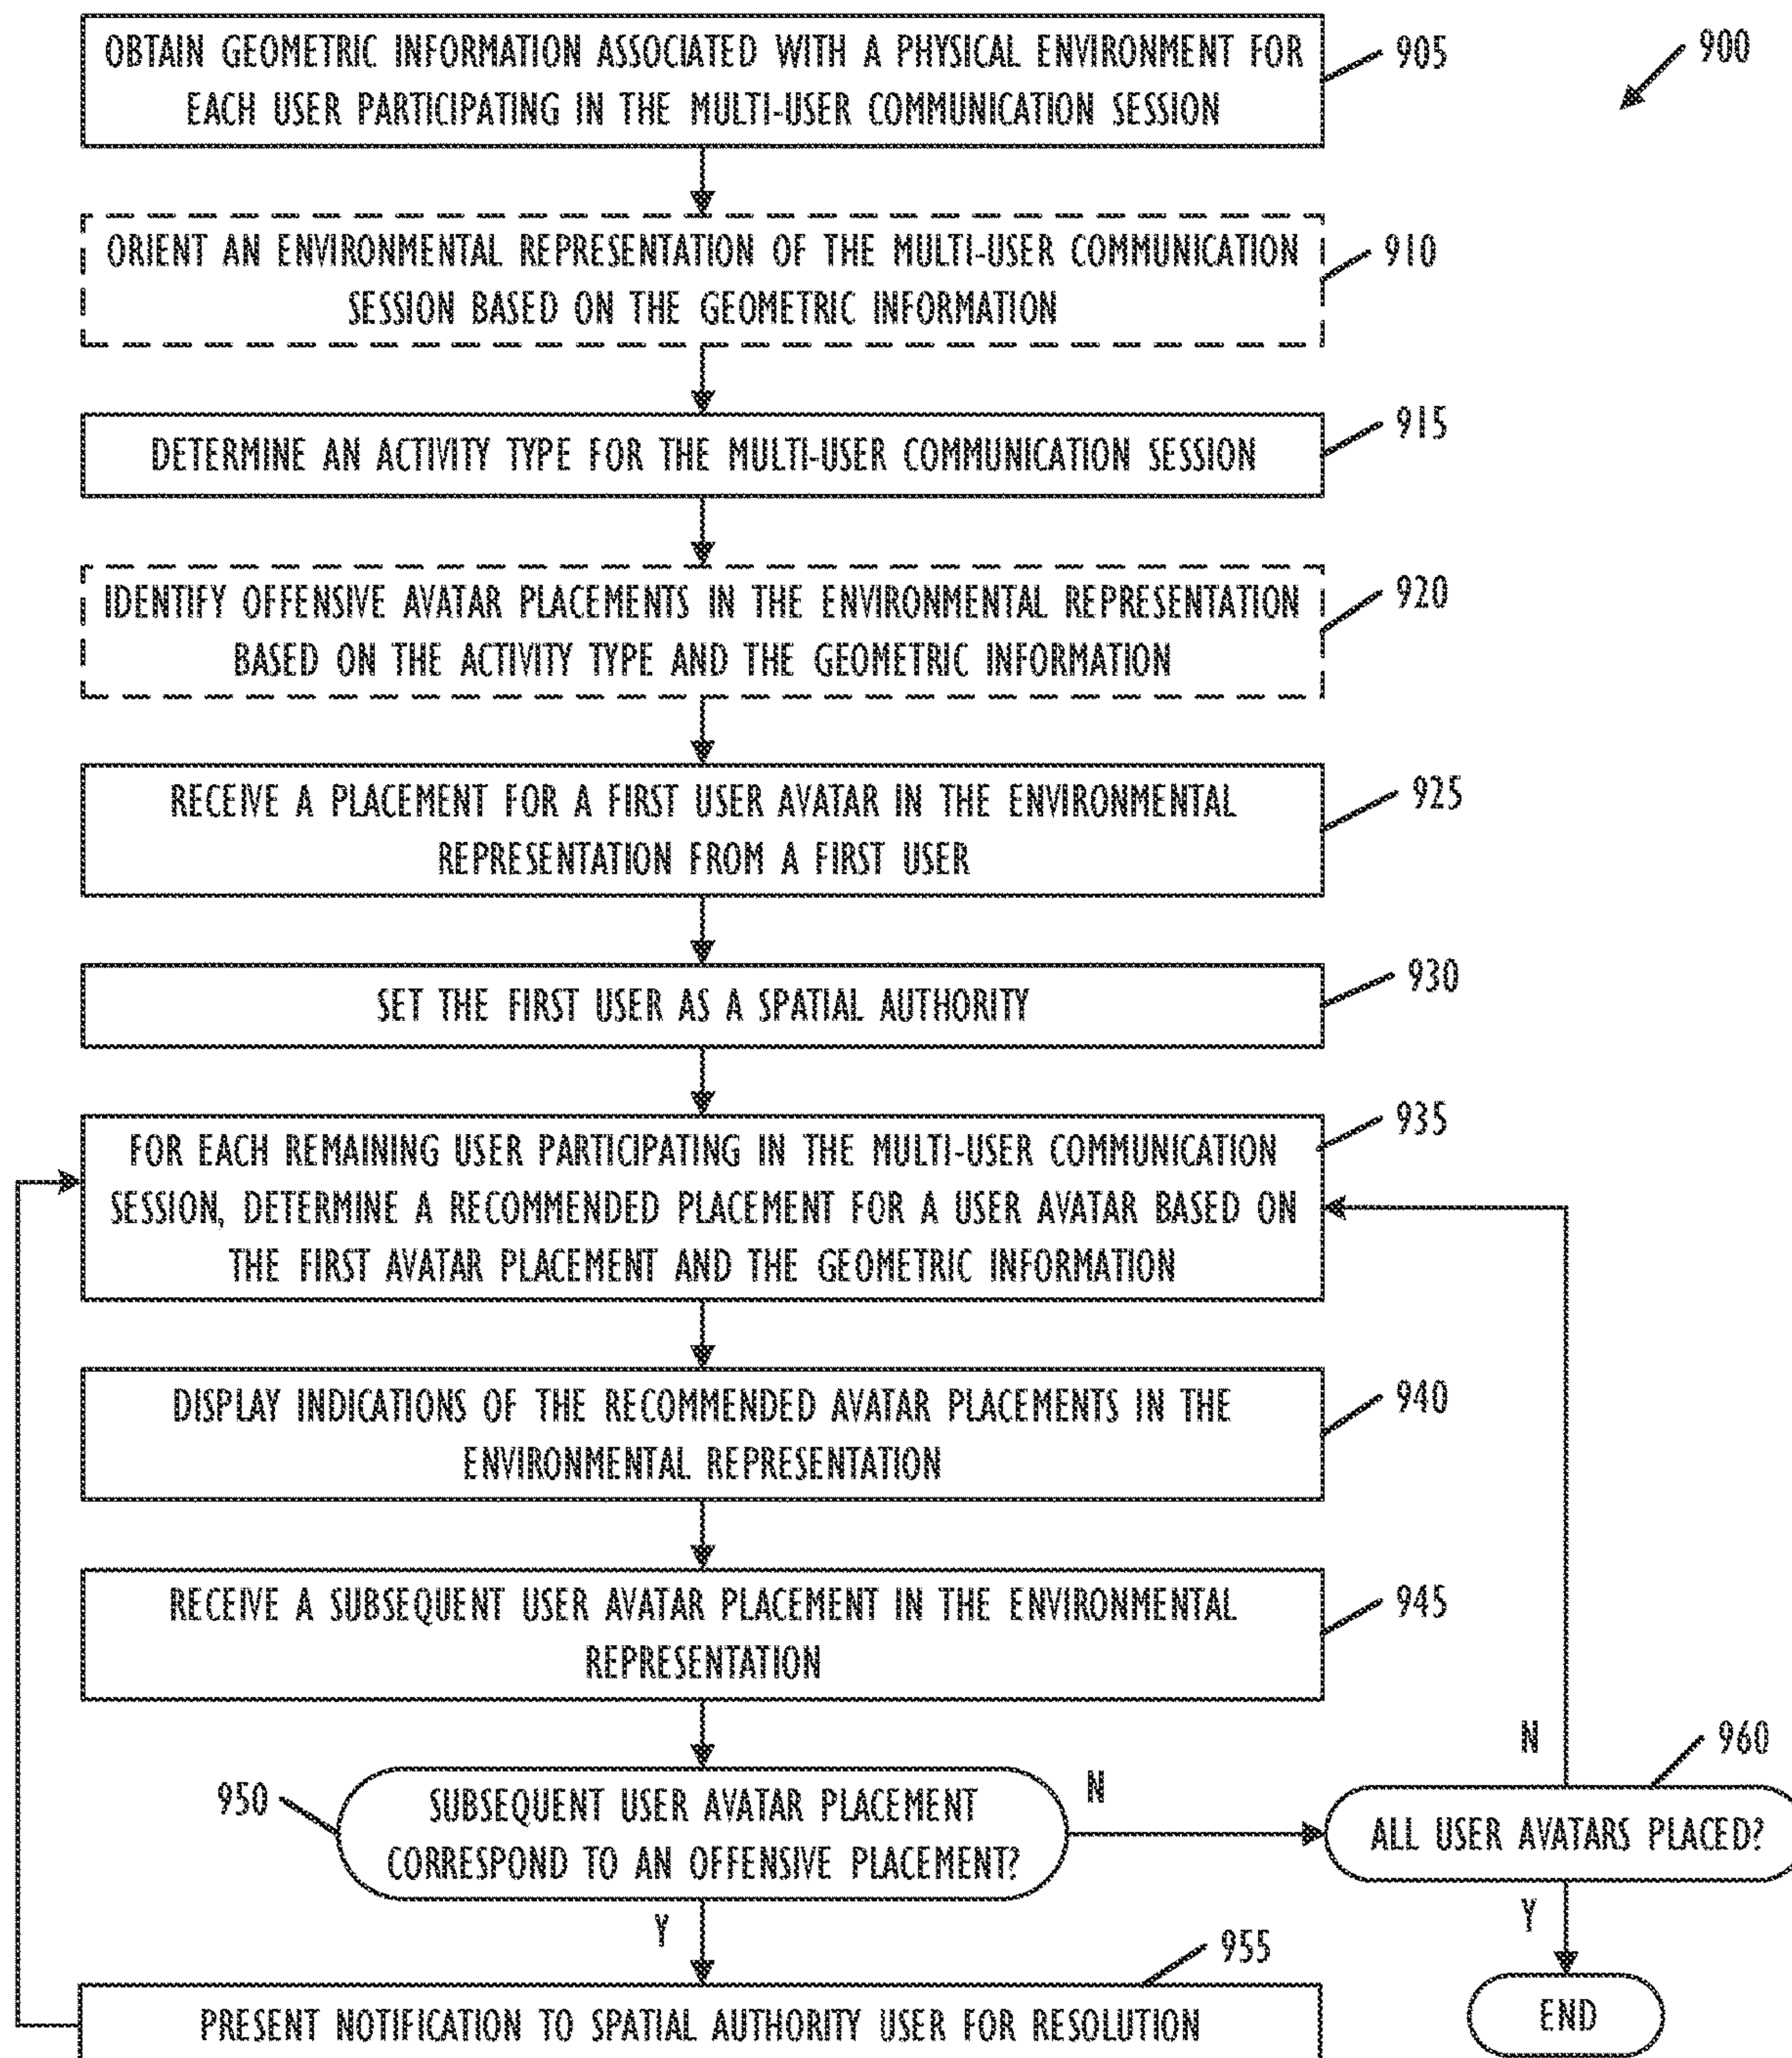 OBTAIN GEOMETRIC INFORMATION ASSOCIATED WITH A PHYSICAL ENVIRONMENT FOR
EACH USER PARTICIPATING IN THE MULTI-USER COMMUNICATION SESSION
905
900
ORIENT AN ENVIRONMENTAL REPRESENTATION OF THE MULTI-USER COMMUNICATION
SESSION BASED ON THE GEOMETRIC INFORMATION
910
DETERMINE AN ACTIVITY TYPE FOR THE MULTI-USER COMMUNICATION SESSION
915
IDENTIFY OFFENSIVE AVATAR PLACEMENTS IN THE ENVIRONMENTAL REPRESENTATION
BASED ON THE ACTIVITY TYPE AND THE GEOMETRIC INFORMATION
920
RECEIVE A PLACEMENT FOR A FIRST USER AVATAR IN THE ENVIRONMENTAL
REPRESENTATION FROM A FIRST USER
925
SET THE FIRST USER AS A SPATIAL AUTHORITY
930
FOR EACH REMAINING USER PARTICIPATING IN THE MULTI-USER COMMUNICATION
SESSION, DETERMINE A RECOMMENDED PLACEMENT FOR A USER AVATAR BASED ON
THE FIRST AVATAR PLACEMENT AND THE GEOMETRIC INFORMATION
935
DISPLAY INDICATIONS OF THE RECOMMENDED AVATAR PLACEMENTS IN THE
ENVIRONMENTAL REPRESENTATION
940
RECEIVE A SUBSEQUENT USER AVATAR PLACEMENT IN THE ENVIRONMENTAL
REPRESENTATION
945
950
SUBSEQUENT USER AVATAR PLACEMENT
CORRESPOND TO AN OFFENSIVE PLACEMENT?
N
Y
N
960
ALL USER AVATARS PLACED?
Y
END
955
PRESENT NOTIFICATION TO SPATIAL AUTHORITY USER FOR RESOLUTION